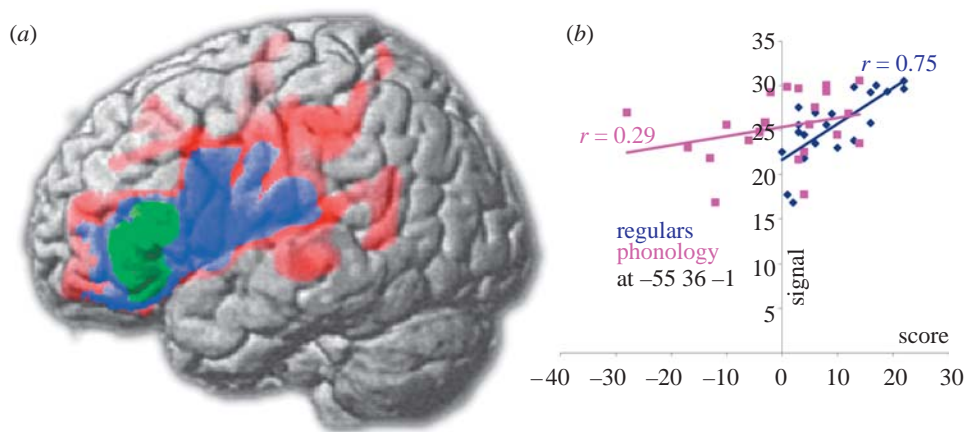 (a)
(b)
35
30
25
20
15
10
5
r = 0.75
r = 0.29
regulars
phonology
at –55 36 –1
signal
score
–40 –30 –20 –10 0 10 20 30